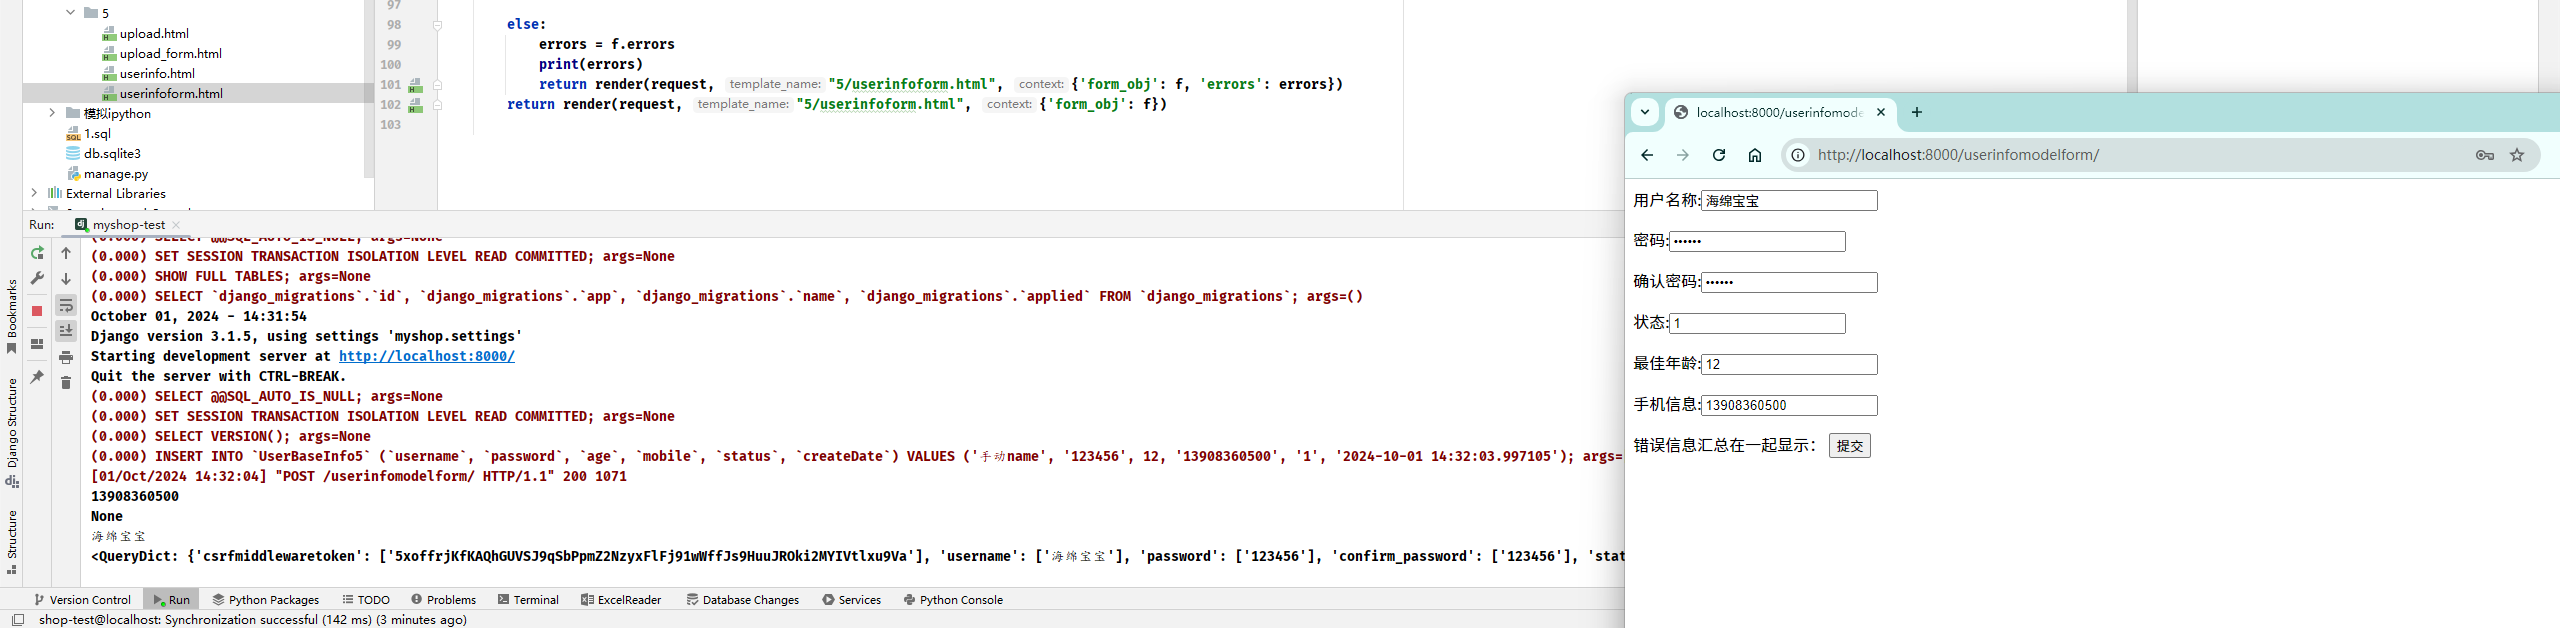 5
upload.html
upload_form.html
userinfo.html
userinfoform.html
模拟ipython
1.sql
db.sqlite3
manage.py
External Libraries
97
98 else:
99 errors = f.errors
100 print(errors)
101 return render(request, template_name: "5/userinfoform.html", context: {'form_obj': f, 'errors': errors})
102 return render(request, template_name: "5/userinfoform.html", context: {'form_obj': f})
103
Run: myshop-test
(0.000) SELECT @@SQL_AUTO_IS_NULL; args=None
(0.000) SET SESSION TRANSACTION ISOLATION LEVEL READ COMMITTED; args=None
(0.000) SHOW FULL TABLES; args=None
(0.000) SELECT `django_migrations`.`id`, `django_migrations`.`app`, `django_migrations`.`name`, `django_migrations`.`applied` FROM `django_migrations`; args=()
October 01, 2024 - 14:31:54
Django version 3.1.5, using settings 'myshop.settings'
Starting development server at http://localhost:8000/
Quit the server with CTRL-BREAK.
(0.000) SELECT @@SQL_AUTO_IS_NULL; args=None
(0.000) SET SESSION TRANSACTION ISOLATION LEVEL READ COMMITTED; args=None
(0.000) SELECT VERSION(); args=None
(0.000) INSERT INTO `UserBaseInfo5` (`username`, `password`, `age`, `mobile`, `status`, `createDate`) VALUES ('手动name', '123456', 12, '13908360500', '1', '2024-10-01 14:32:03.997105'); args=
[01/Oct/2024 14:32:04] "POST /userinfomodelform/ HTTP/1.1" 200 1071
13908360500
None
海绵宝宝
<QueryDict: {'csrfmiddlewaretoken': ['5xoffrjKfKAQhGUVSJ9qSbPpmZ2NzyxFlFj91wWffJs9HuuJROki2MYIVtlxu9Va'], 'username': ['海绵宝宝'], 'password': ['123456'], 'confirm_password': ['123456'], 'stat
Bookmarks
Django Structure
Structure
Version Control Run Python Packages TODO Problems Terminal ExcelReader Database Changes Services Python Console
shop-test@localhost: Synchronization successful (142 ms) (3 minutes ago)
localhost:8000/userinfomode
http://localhost:8000/userinfomodelform/
用户名称:海绵宝宝
密码:••••••
确认密码:••••••
状态:1
最佳年龄:12
手机信息:13908360500
错误信息汇总在一起显示： 提交